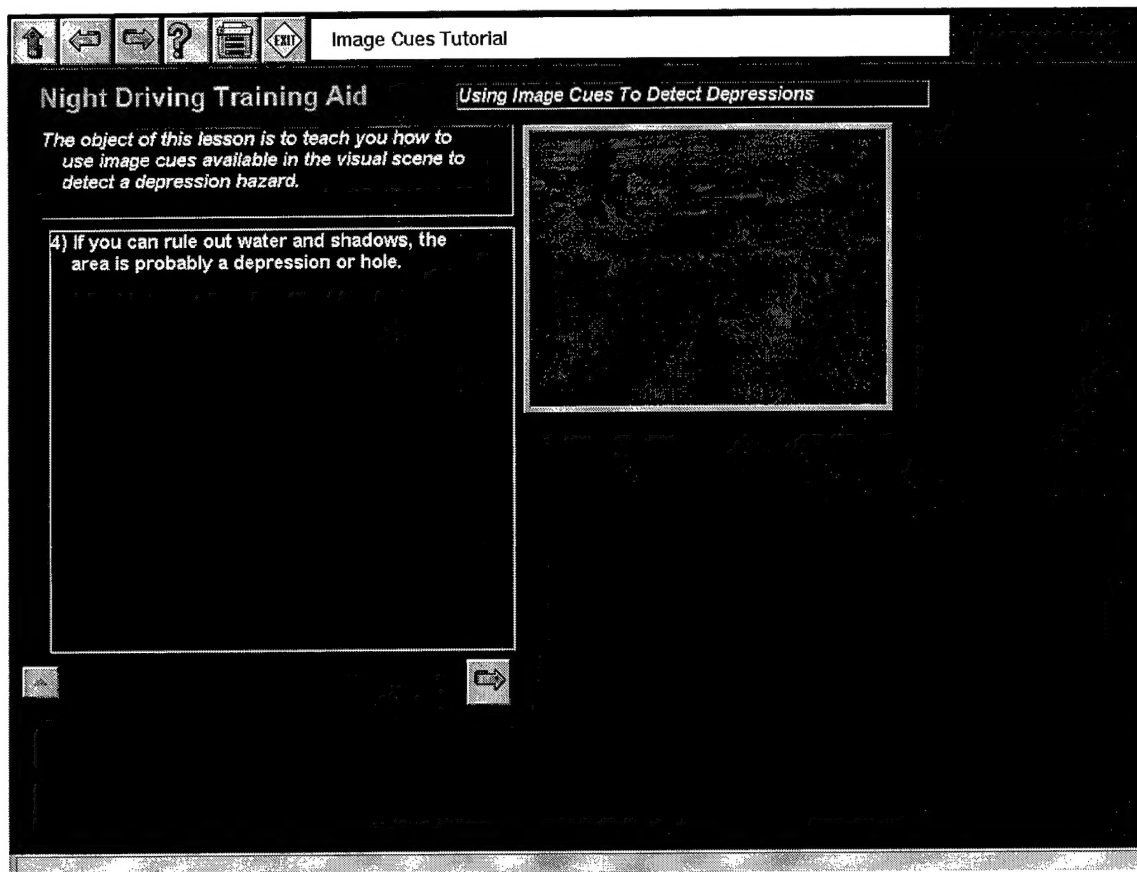 EXIT
Image Cues Tutorial
Night Driving Training Aid
Using Image Cues To Detect Depressions
The object of this lesson is to teach you how to
use image cues available in the visual scene to
detect a depression hazard.
4) If you can rule out water and shadows, the
area is probably a depression or hole.